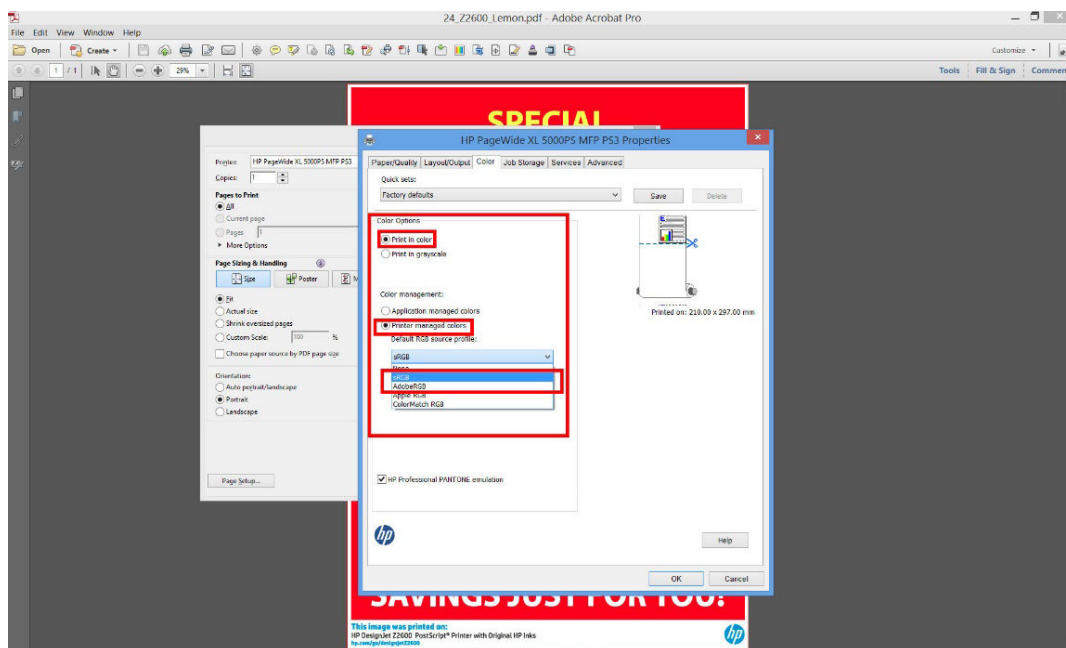 24_Z2600_Lemon.pdf - Adobe Acrobat Pro
File Edit View Window Help
Open Create Customize
1 / 1 29% Tools Fill & Sign Commen
SPECIAL
HP PageWide XL 5000PS MFP PS3 Properties
Printer: HP PageWide XL 5000PS MFP PS3
Copies: 1
Pages to Print
All
Current page
Pages 1
More Options
Page Sizing & Handling
Size Poster M
Fit
Actual size
Shrink oversized pages
Custom Scale: 100 %
Choose paper source by PDF page size
Orientation:
Auto portrait/landscape
Portrait
Landscape
Page Setup...
Paper/Quality Layout/Output Color Job Storage Services Advanced
Quick sets:
Factory defaults Save Delete
Color Options
Print in color
Print in grayscale
Color management:
Application managed colors
Printer managed colors
Default RGB source profile:
sRGB
None
sRGB
AdobeRGB
Apple RGB
ColorMatch RGB
HP Professional PANTONE emulation
Printed on: 210.00 x 297.00 mm
hp
Help
OK Cancel
SAVINGS JUST FOR YOU!
This image was printed on:
HP DesignJet Z2600 PostScript® Printer with Original HP Inks
hp.com/go/designjetZ2600
hp